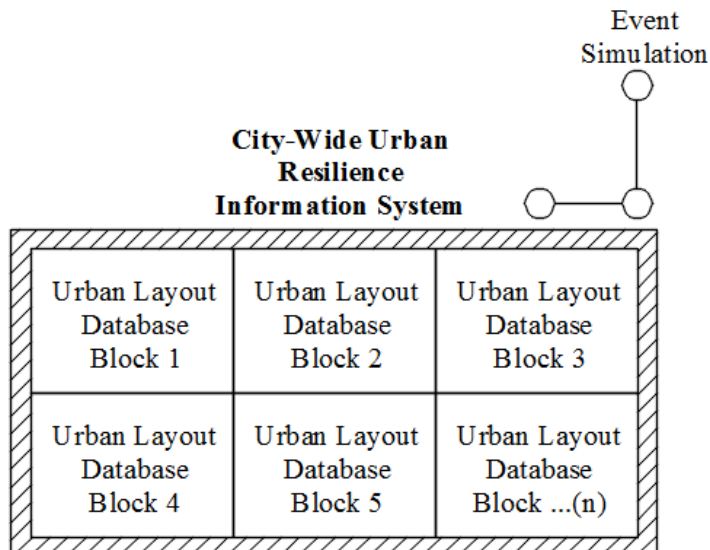 Event
Simulation
City-Wide Urban
Resilience
Information System
Urban Layout
Database
Block 1
Urban Layout
Database
Block 2
Urban Layout
Database
Block 3
Urban Layout
Database
Block 4
Urban Layout
Database
Block 5
Urban Layout
Database
Block ...(n)